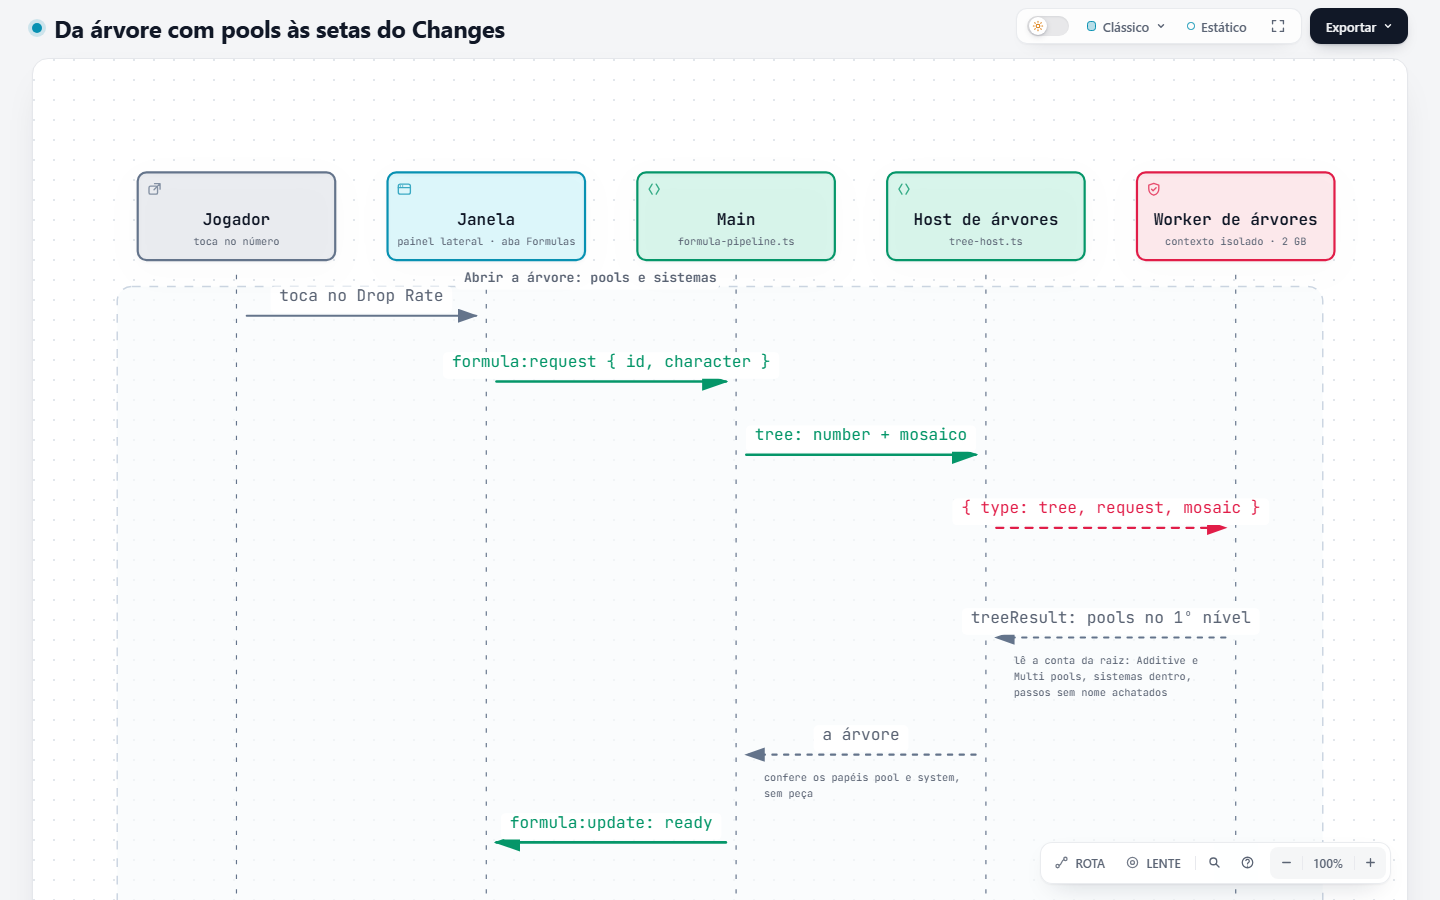 Da árvore com pools às setas do Changes
Clássico
Estático
Exportar
Jogador
toca no número
Janela
painel lateral · aba Formulas
Main
formula-pipeline.ts
Host de árvores
tree-host.ts
Worker de árvores
contexto isolado · 2 GB
Abrir a árvore: pools e sistemas
toca no Drop Rate
formula:request { id, character }
tree: number + mosaico
{ type: tree, request, mosaic }
treeResult: pools no 1º nível
lê a conta da raiz: Additive e
Multi pools, sistemas dentro,
passos sem nome achatados
a árvore
confere os papéis pool e system,
sem peça
formula:update: ready
ROTA
LENTE
100%